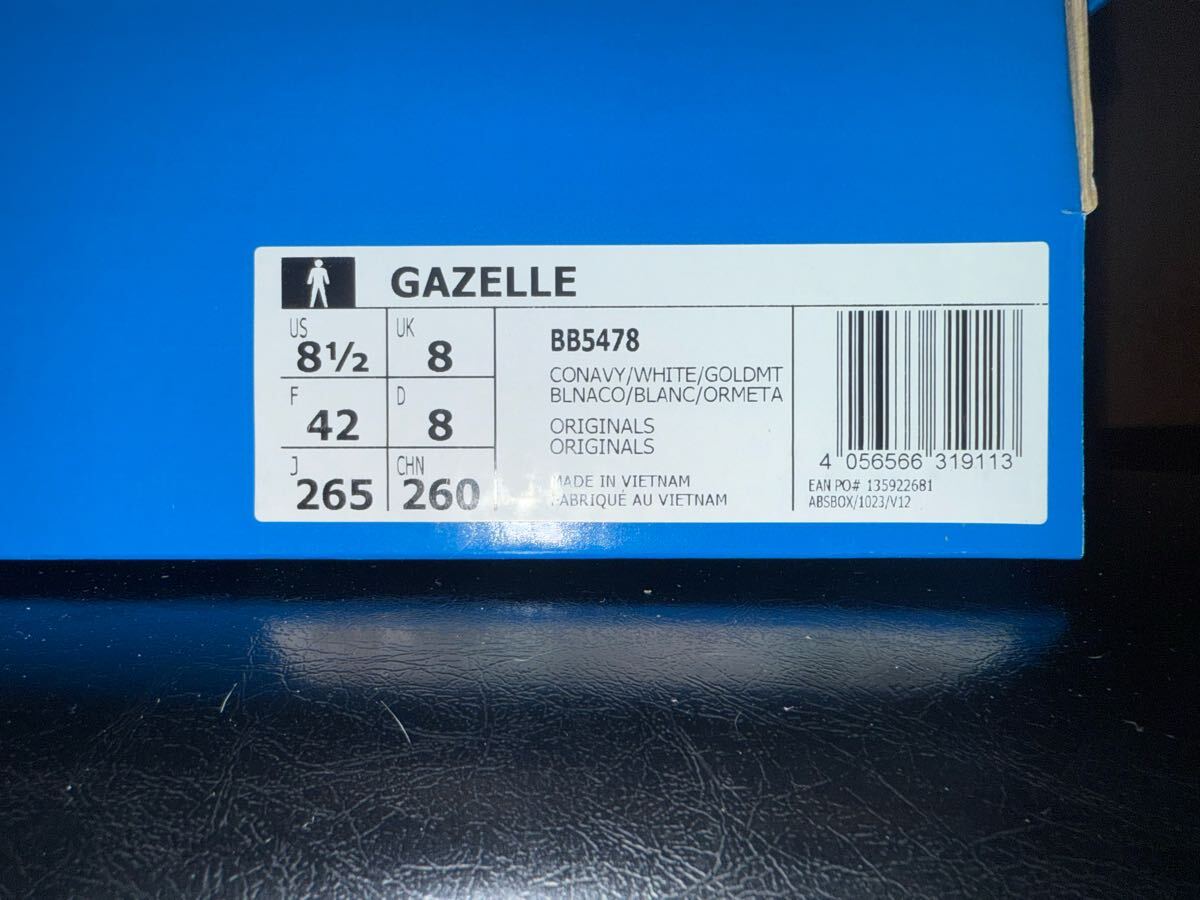 GAZELLE
US
8½
UK
8
F
42
D
8
J
265
CHN
260
BB5478
CONAVY/WHITE/GOLDMT
BLNACO/BLANC/ORMETA
ORIGINALS
ORIGINALS
MADE IN VIETNAM
FABRIQUÉ AU VIETNAM
4 056566 319113
EAN PO# 135922681
ABSBOX/1023/V12